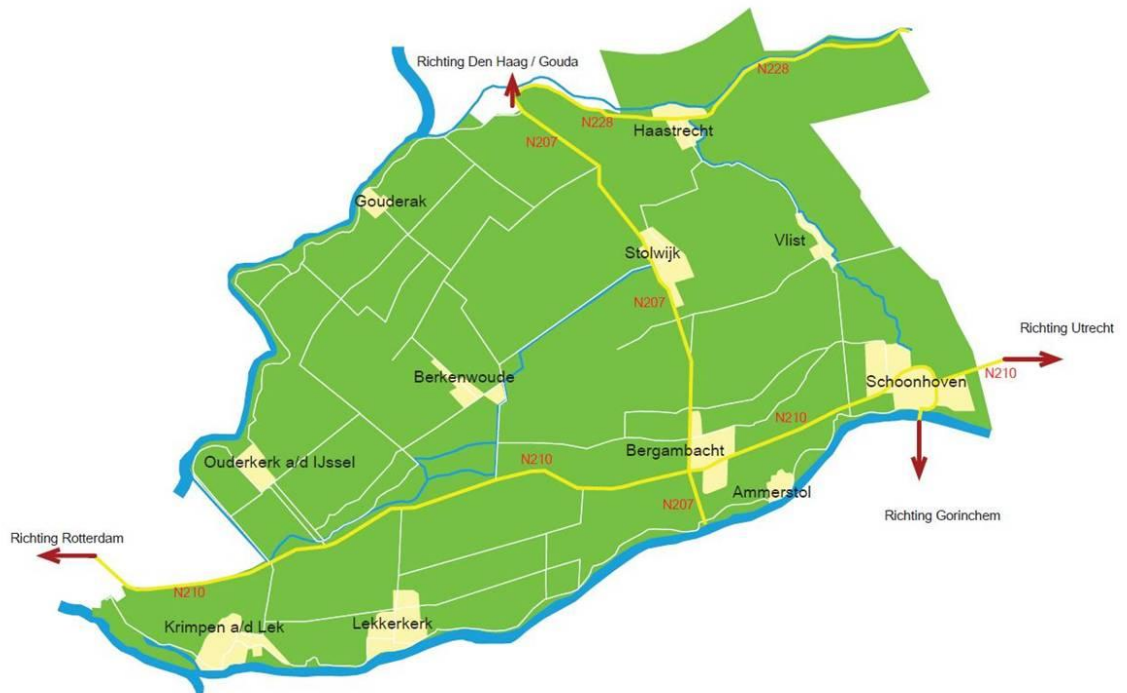 Richting Den Haag / Gouda
N228
N228
Haastrecht
N207
Gouderak
Vlist
Stolwijk
N207
Richting Utrecht
N210
Berkenwoude
Schoonhoven
N210
Bergambacht
Ouderkerk a/d IJssel
N210
Ammerstol
N207
Richting Gorinchem
Richting Rotterdam
N210
Krimpen a/d Lek
Lekkerkerk